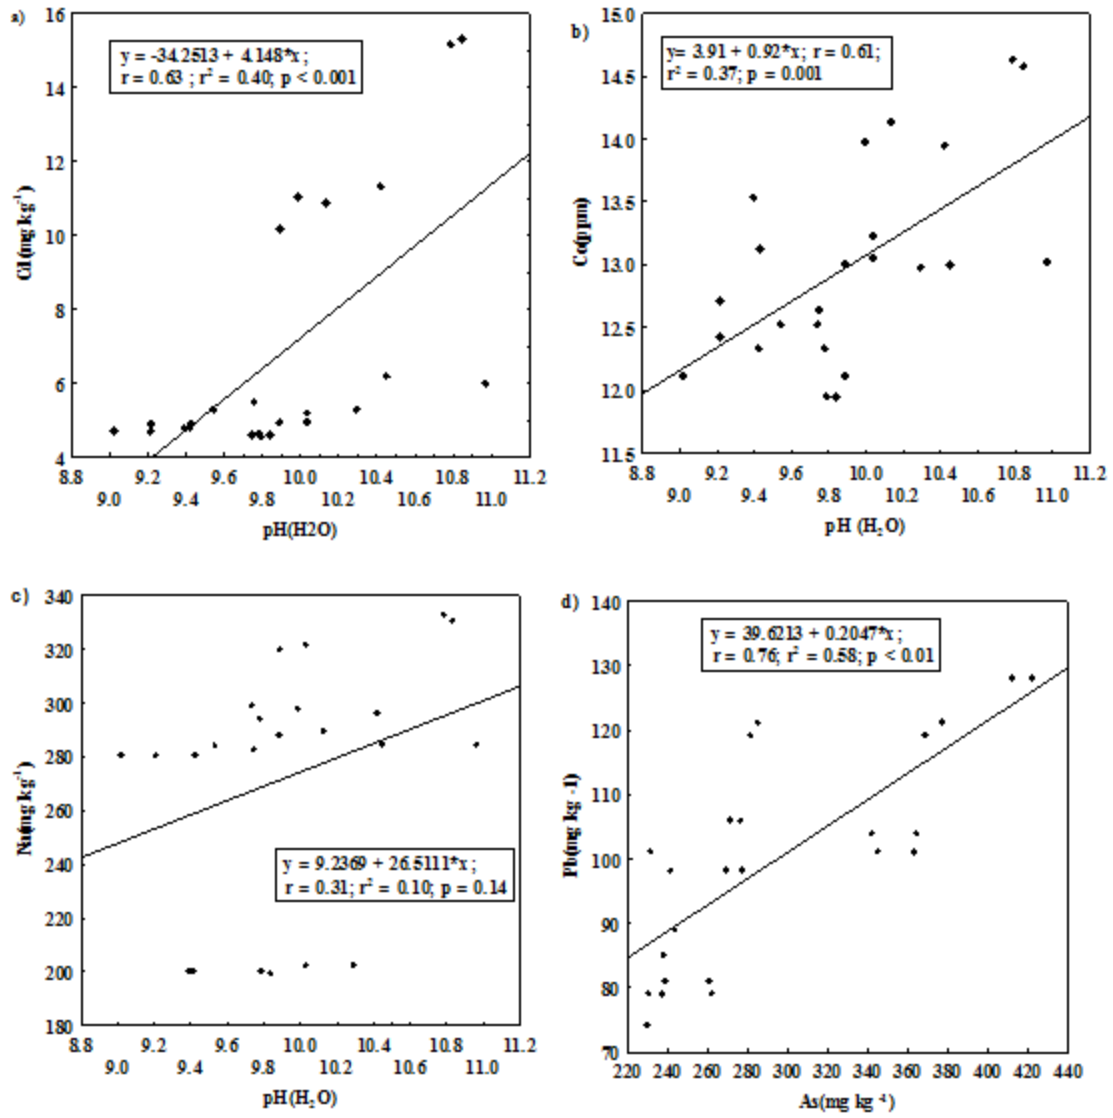 a)
16
14
12
10
8
6
4
Cd(mg kg⁻¹)
y = -34.2513 + 4.148*x;
r = 0.63 ; r² = 0.40; p < 0.001
8.8 9.2 9.6 10.0 10.4 10.8 11.2
9.0 9.4 9.8 10.2 10.6 11.0
pH(H2O)
b)
15.0
14.5
14.0
13.5
13.0
12.5
12.0
11.5
Co(ppm)
y= 3.91 + 0.92*x; r = 0.61;
r² = 0.37; p = 0.001
8.8 9.2 9.6 10.0 10.4 10.8 11.2
9.0 9.4 9.8 10.2 10.6 11.0
pH (H₂O)
c)
340
320
300
280
260
240
220
200
180
Na(mg kg⁻¹)
y = 9.2369 + 26.5111*x;
r = 0.31; r² = 0.10; p = 0.14
8.8 9.2 9.6 10.0 10.4 10.8 11.2
9.0 9.4 9.8 10.2 10.6 11.0
pH(H₂O)
d)
140
130
120
110
100
90
80
70
Pb(mg kg -1)
y = 39.6213 + 0.2047*x;
r = 0.76; r² = 0.58; p < 0.01
220 240 260 280 300 320 340 360 380 400 420 440
As(mg kg⁻¹)